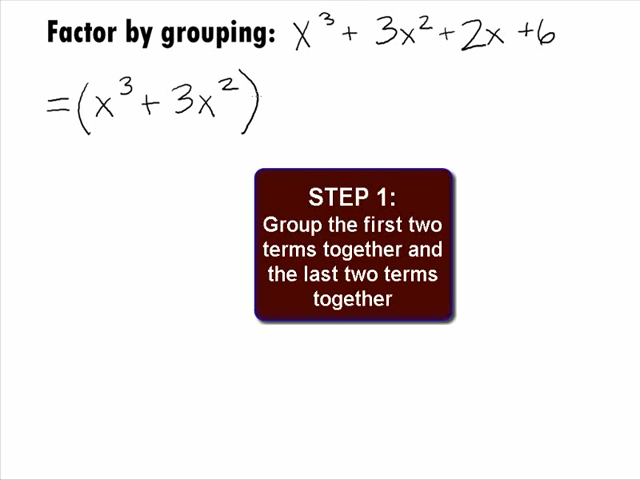 Factor by grouping: x³ + 3x² + 2x + 6
= (x³ + 3x²)
STEP 1:
Group the first two
terms together and
the last two terms
together